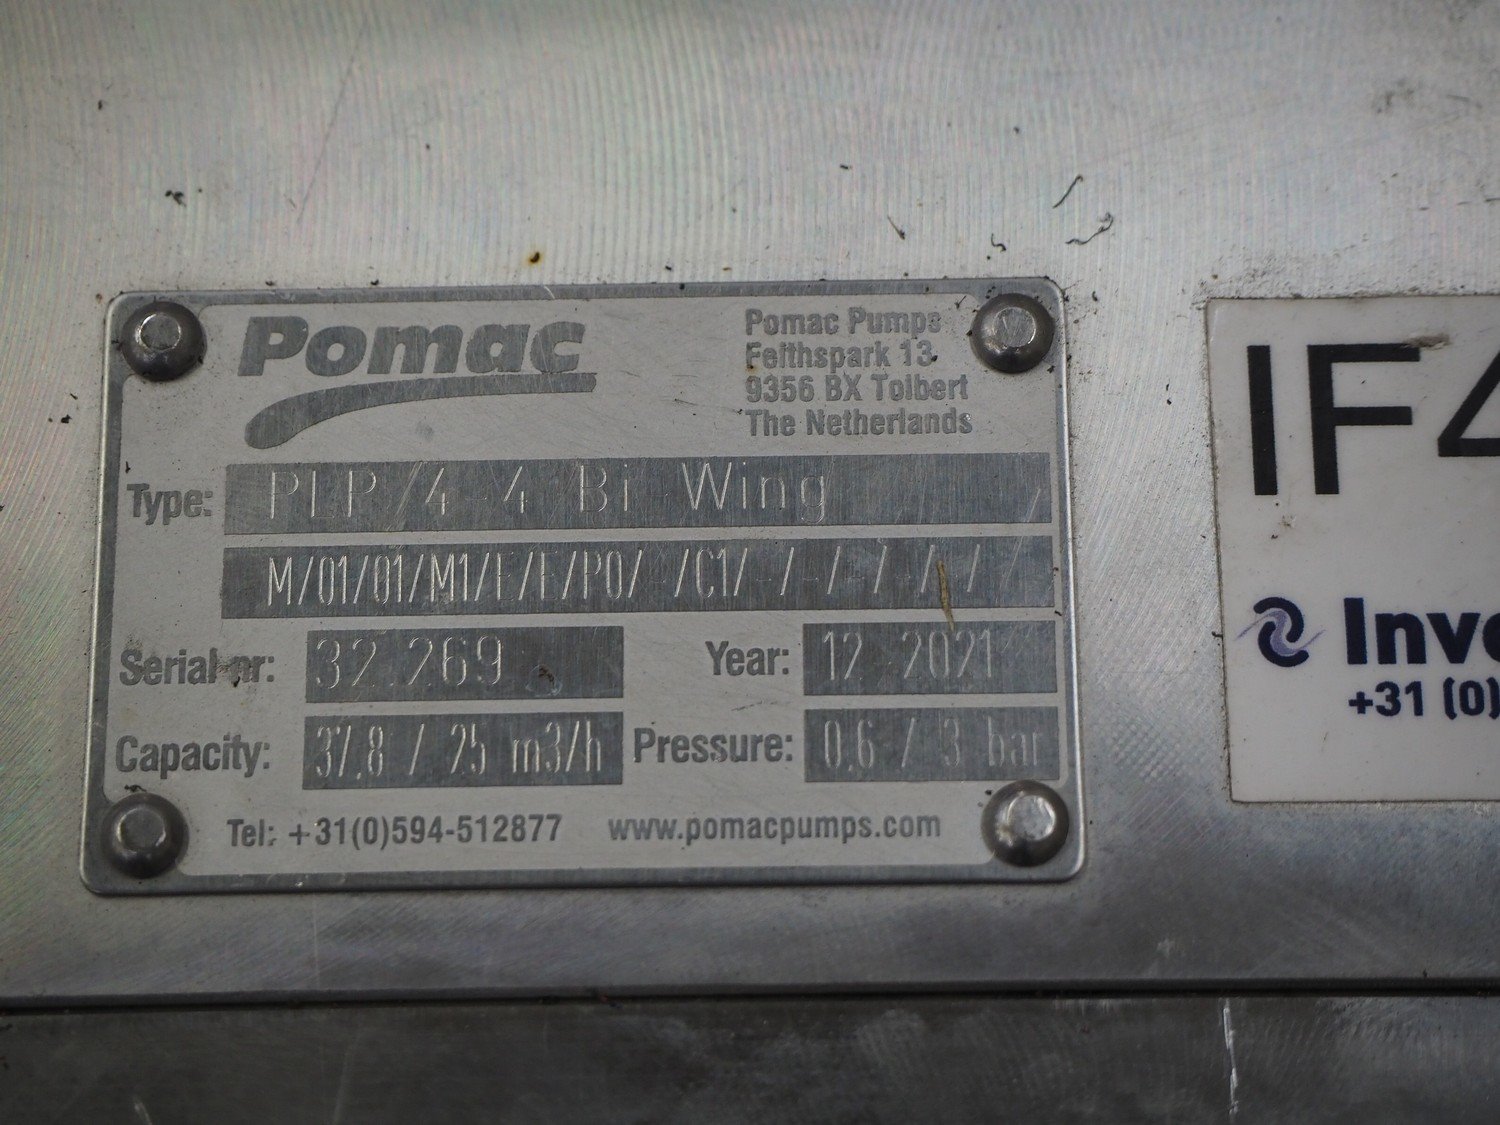 Pomac
Pomac Pumps
Feithspark 13
9356 BX Tolbert
The Netherlands
Type: PLP/4-4 Bi Wing /
M/01/01/M1/E/E/P0/-/C1/-/-/-/-/-/
Serial nr: 32.269
Year: 12 2021
Capacity: 37.8 / 25 m3/h
Pressure: 0.6 / 3 bar
Tel: +31(0)594-512877 www.pomacpumps.com
IF4
Inve
+31 (0)